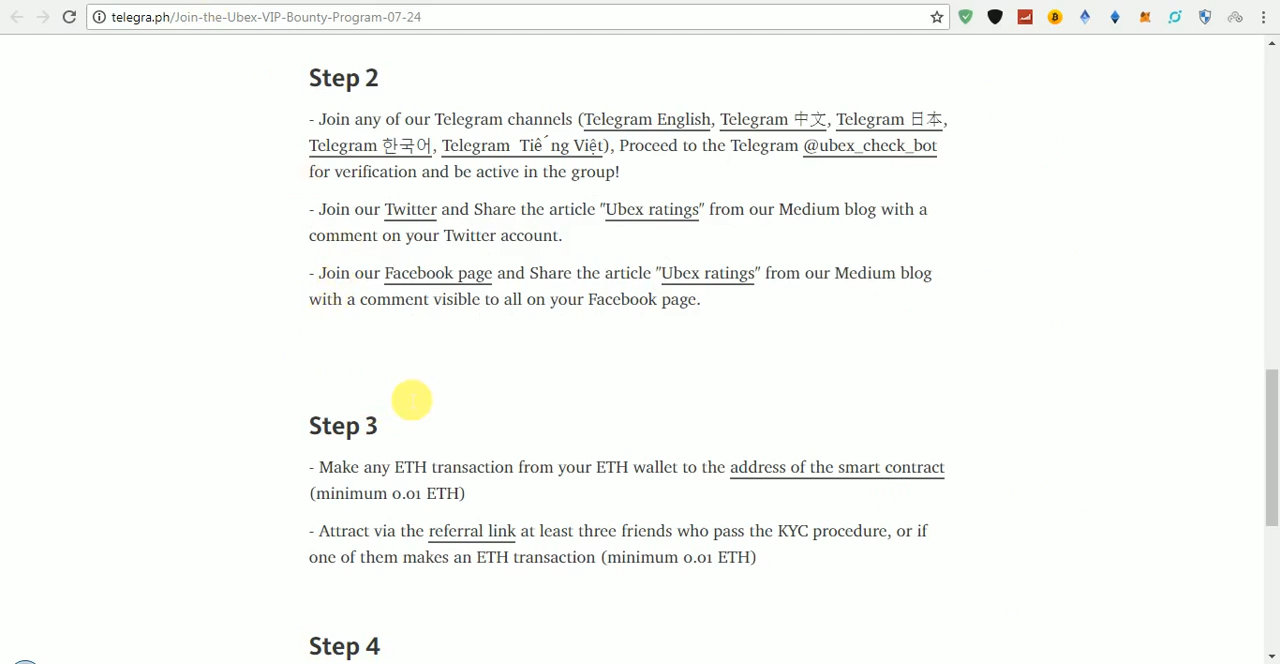 telegra.ph/Join-the-Ubex-VIP-Bounty-Program-07-24
Step 2
- Join any of our Telegram channels (Telegram English, Telegram 中文, Telegram 日本,
Telegram 한국어, Telegram Tiếng Việt), Proceed to the Telegram @ubex_check_bot
for verification and be active in the group!
- Join our Twitter and Share the article "Ubex ratings" from our Medium blog with a
comment on your Twitter account.
- Join our Facebook page and Share the article "Ubex ratings" from our Medium blog
with a comment visible to all on your Facebook page.
Step 3
- Make any ETH transaction from your ETH wallet to the address of the smart contract
(minimum 0.01 ETH)
- Attract via the referral link at least three friends who pass the KYC procedure, or if
one of them makes an ETH transaction (minimum 0.01 ETH)
Step 4